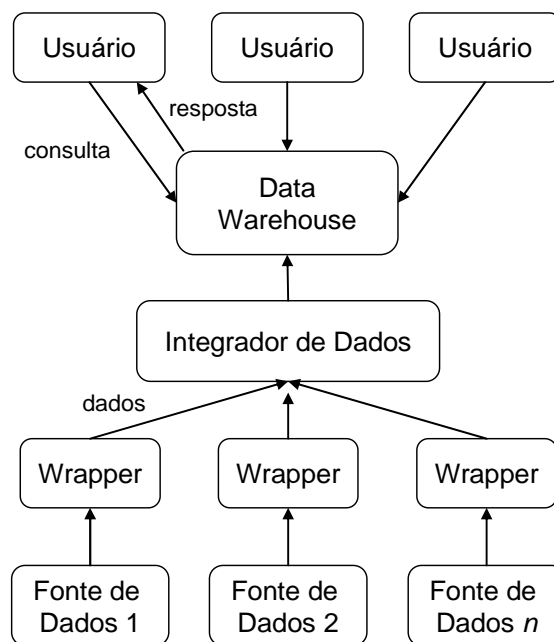 Usuário
Usuário
Usuário
resposta
consulta
Data
Warehouse
Integrador de Dados
dados
Wrapper
Wrapper
Wrapper
Fonte de
Dados 1
Fonte de
Dados 2
Fonte de
Dados n